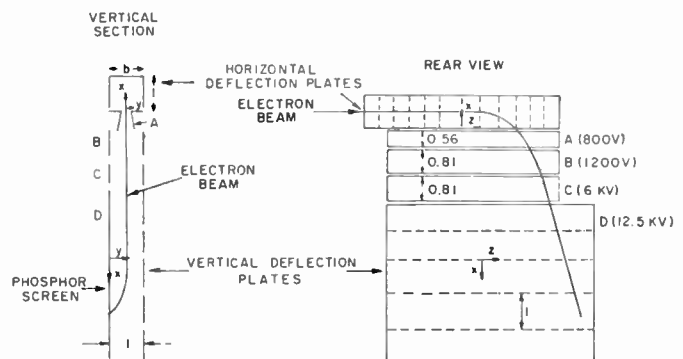 VERTICAL
SECTION
b
x
y
A
B
C
D
ELECTRON
BEAM
y
x
PHOSPHOR
SCREEN
1
HORIZONTAL
DEFLECTION PLATES
ELECTRON
BEAM
VERTICAL DEFLECTION
PLATES
REAR VIEW
x
z
0.56
A (800V)
0.81
B (1200V)
0.81
C (6 KV)
D (12.5 KV)
z
x
1